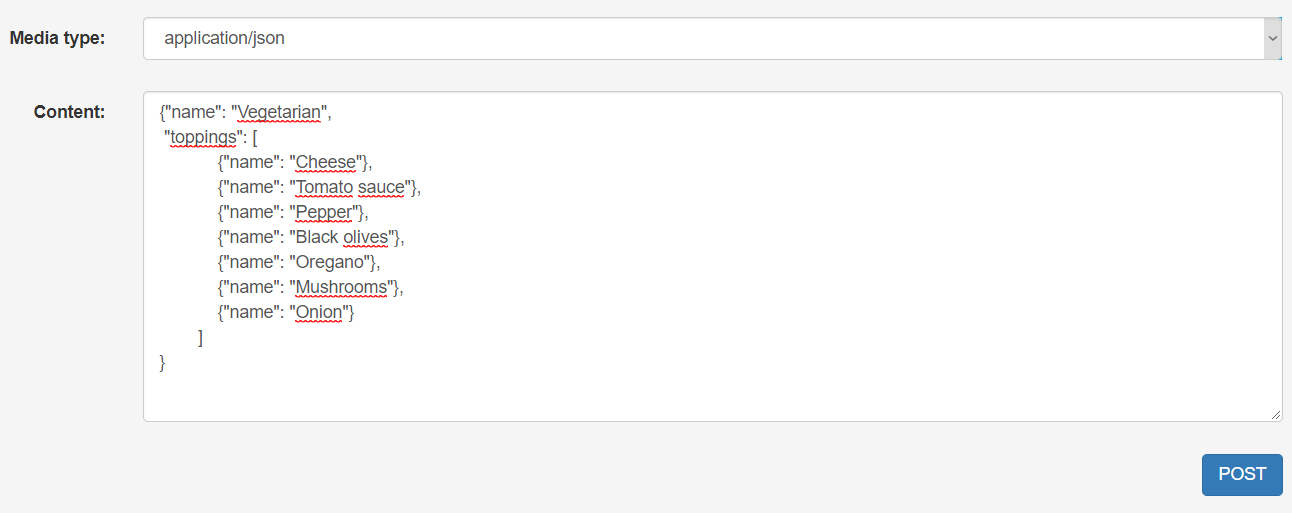 Media type:
application/json
Content:
{"name": "Vegetarian",
"toppings": [
{"name": "Cheese"},
{"name": "Tomato sauce"},
{"name": "Pepper"},
{"name": "Black olives"},
{"name": "Oregano"},
{"name": "Mushrooms"},
{"name": "Onion"}
]
}
POST